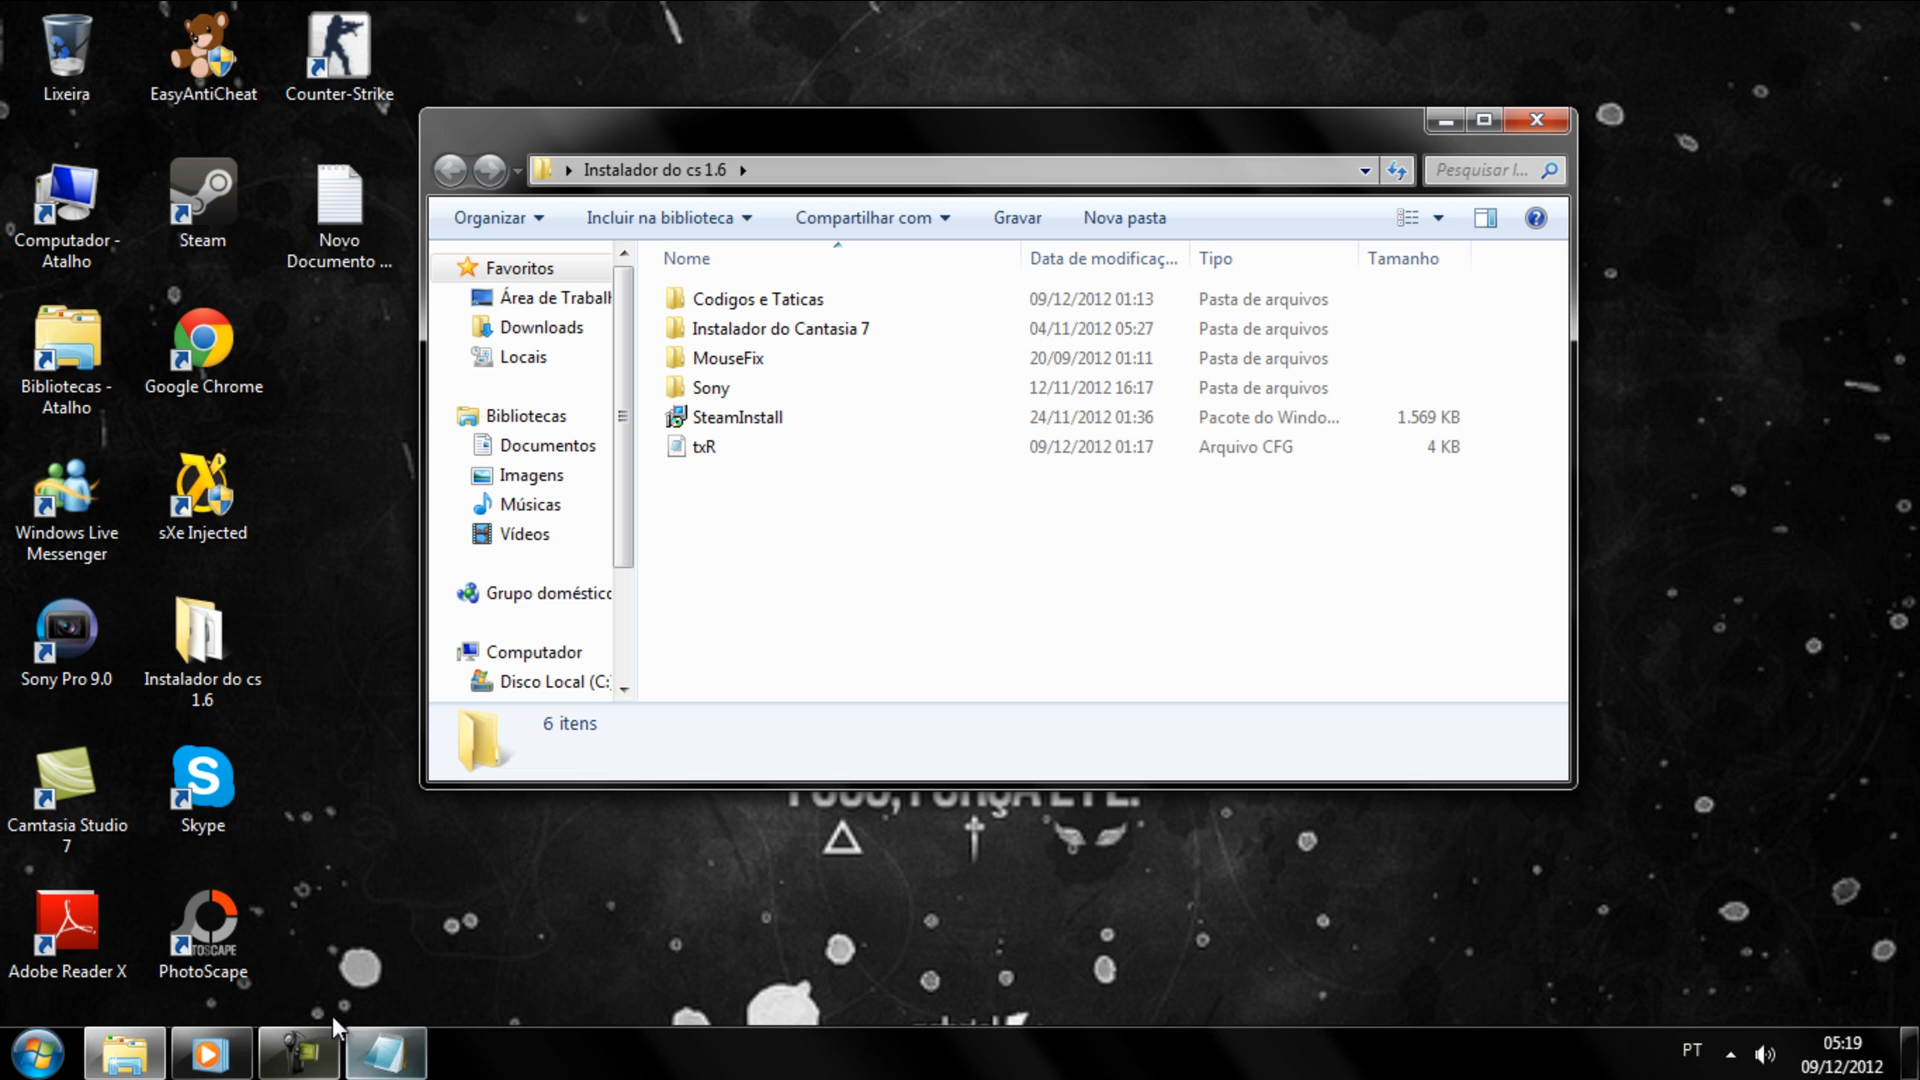 Lixeira
EasyAntiCheat
Counter-Strike
Computador -
Atalho
Steam
Novo
Documento ...
Bibliotecas -
Atalho
Google Chrome
Windows Live
Messenger
sXe Injected
Sony Pro 9.0
Instalador do cs
1.6
Camtasia Studio
7
Skype
Adobe Reader X
PhotoScape
TOSCAPE
Instalador do cs 1.6
Pesquisar I...
Organizar
Incluir na biblioteca
Compartilhar com
Gravar
Nova pasta
Favoritos
Área de Trabalh
Downloads
Locais
Bibliotecas
Documentos
Imagens
Músicas
Vídeos
Grupo doméstico
Computador
Disco Local (C:
Nome
Data de modificaç...
Tipo
Tamanho
Codigos e Taticas
09/12/2012 01:13
Pasta de arquivos
Instalador do Cantasia 7
04/11/2012 05:27
Pasta de arquivos
MouseFix
20/09/2012 01:11
Pasta de arquivos
Sony
12/11/2012 16:17
Pasta de arquivos
SteamInstall
24/11/2012 01:36
Pacote do Windo...
1.569 KB
txR
09/12/2012 01:17
Arquivo CFG
4 KB
6 itens
PT
05:19
09/12/2012